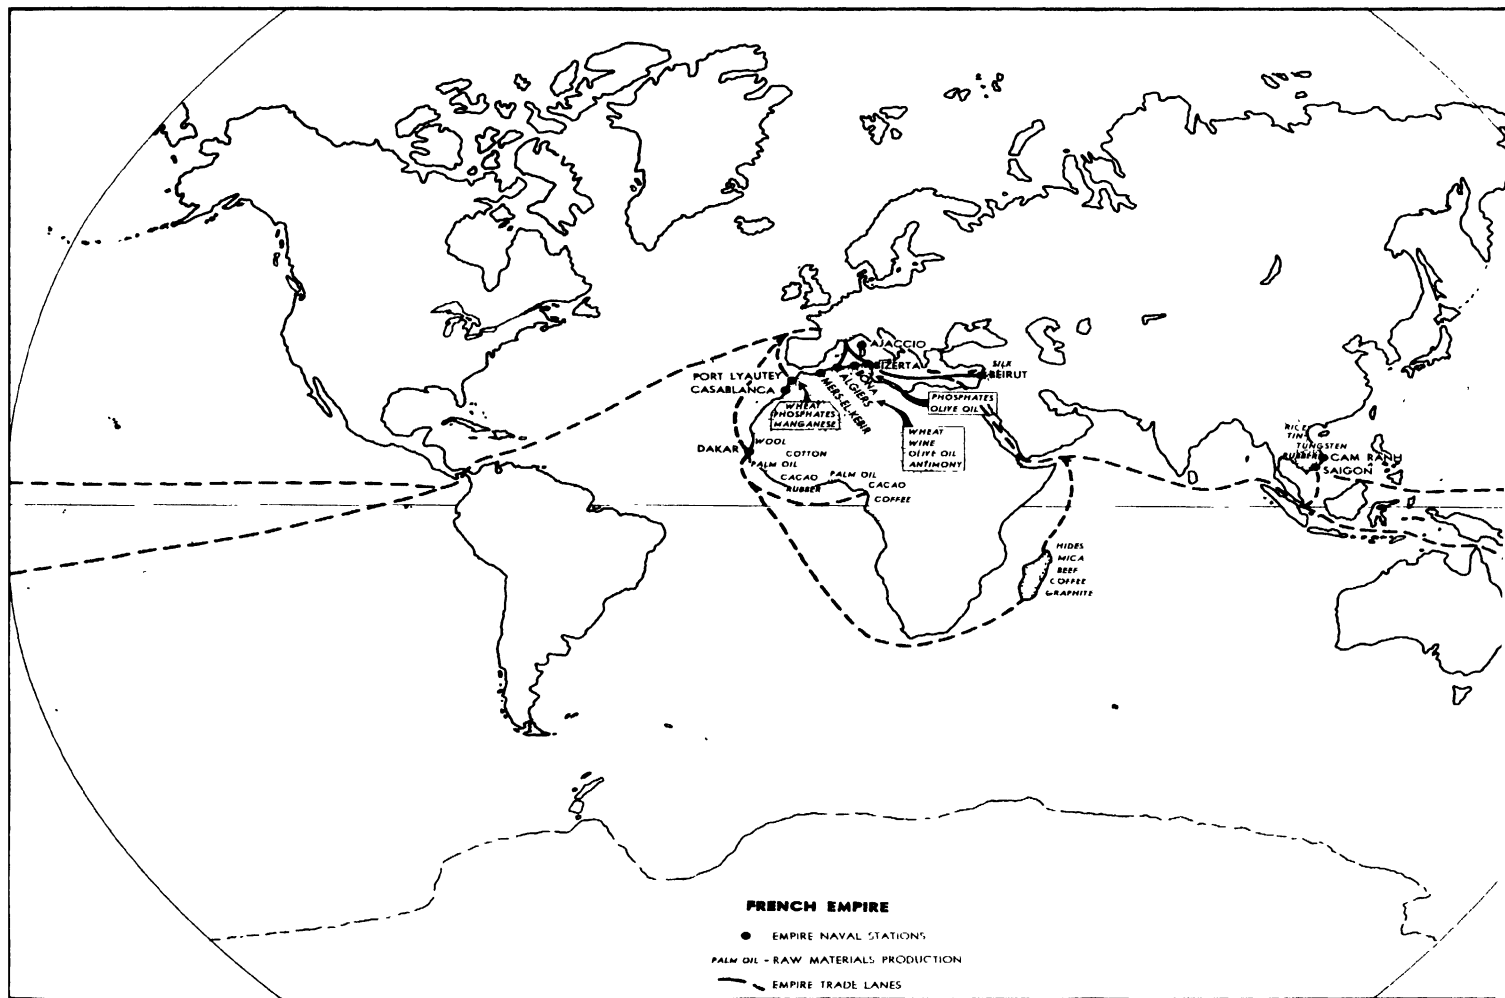 AJACCIO
BIZERTA
SILK
BEIRUT
BONA
ALGIERS
MERS-EL-KEBIR
PORT LYAUTEY
CASABLANCA
WHEAT
PHOSPHATES
MANGANESE
PHOSPHATES
OLIVE OIL
WHEAT
WINE
OLIVE OIL
ANTIMONY
DAKAR
WOOL
COTTON
PALM OIL
CACAO
RUBBER
PALM OIL
CACAO
COFFEE
RICE
TIN
TUNGSTEN
RUBBER
CAM RANH
SAIGON
HIDES
MICA
BEEF
COFFEE
GRAPHITE
FRENCH EMPIRE
EMPIRE NAVAL STATIONS
PALM OIL - RAW MATERIALS PRODUCTION
EMPIRE TRADE LANES